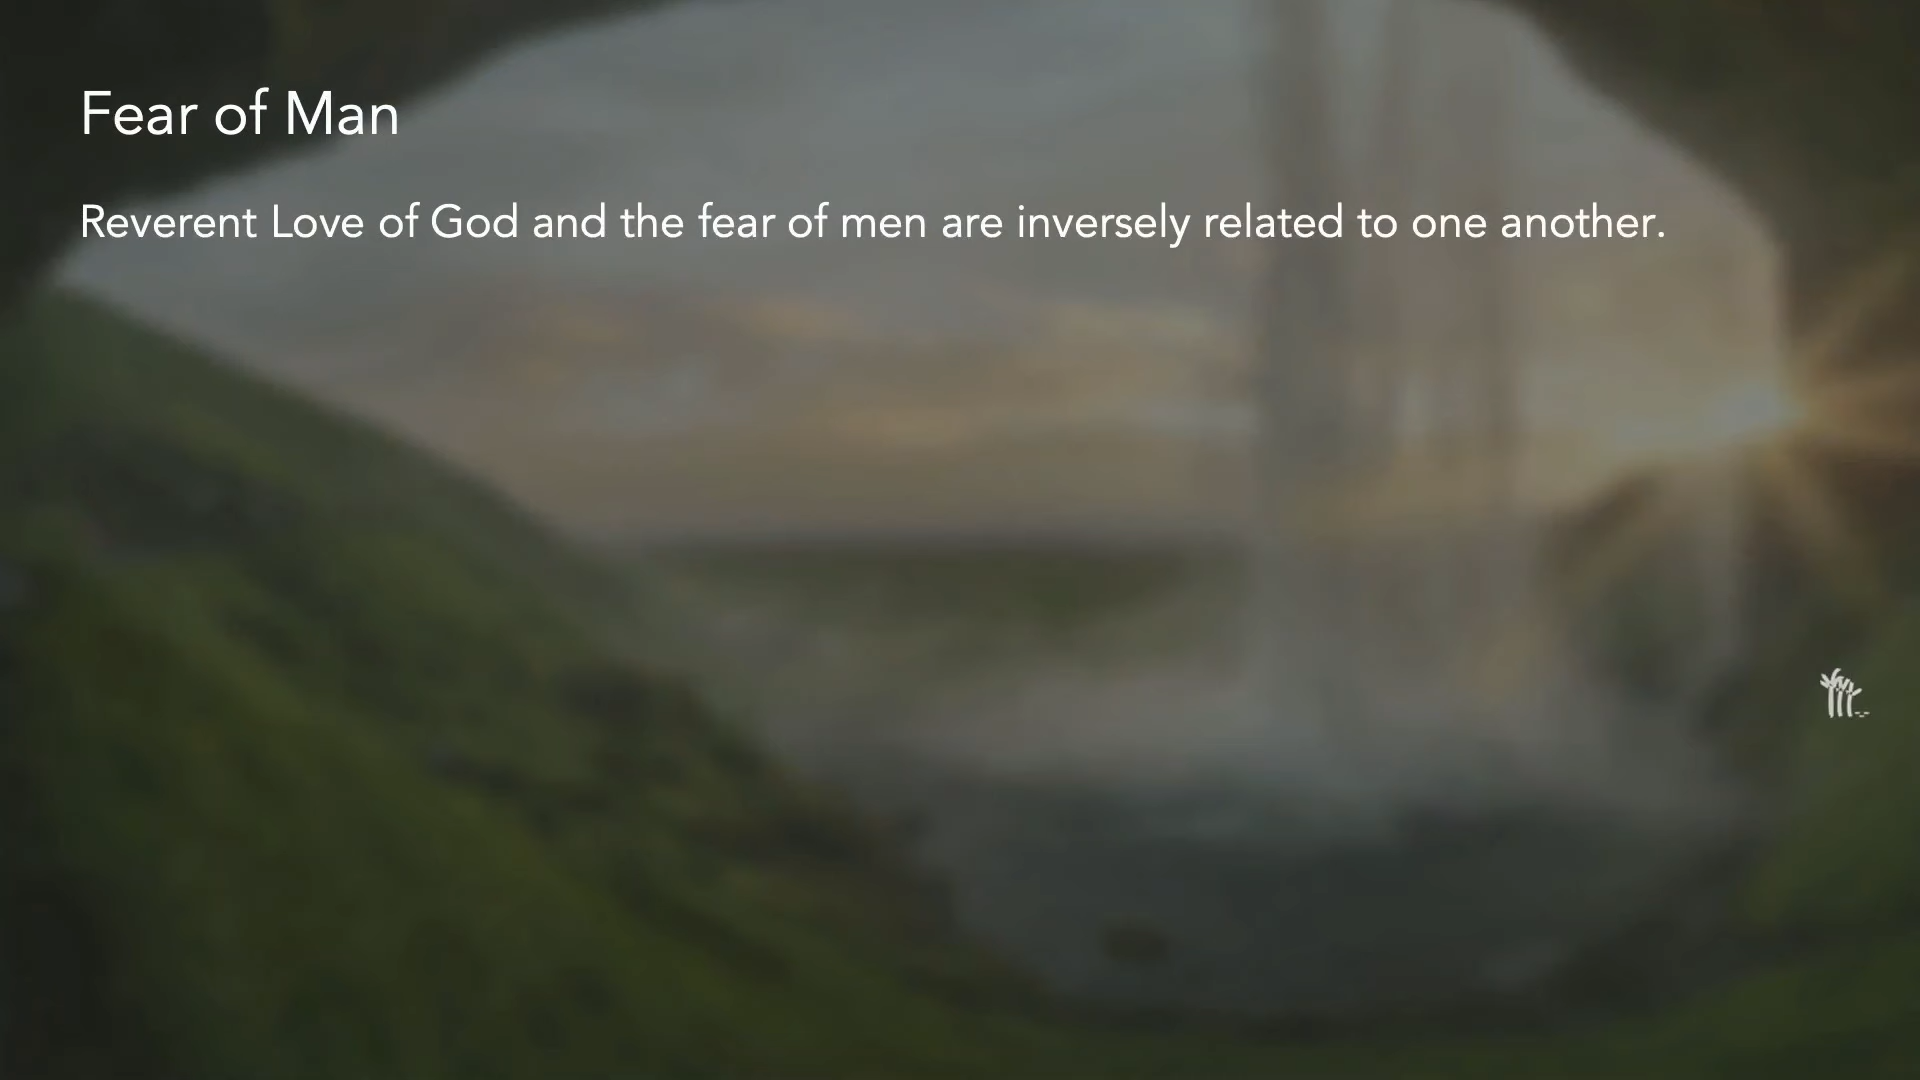 Fear of Man
Reverent Love of God and the fear of men are inversely related to one another.